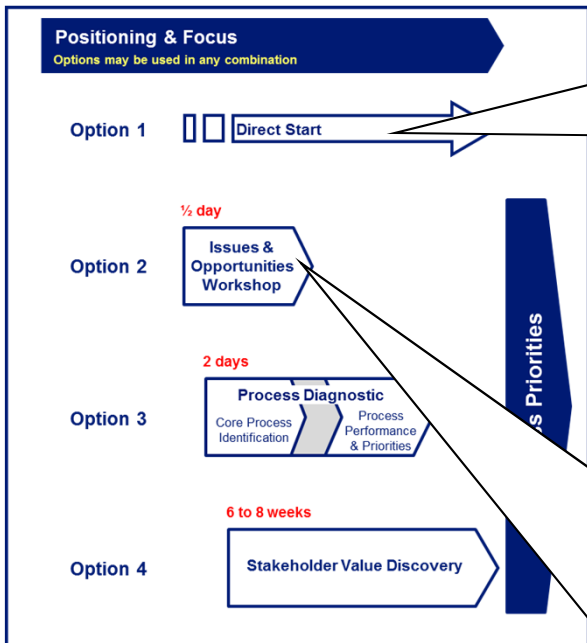 Positioning & Focus
Options may be used in any combination
Option 1
Direct Start
½ day
Option 2
Issues &
Opportunities
Workshop
2 days
Option 3
Process Diagnostic
Core Process
Identification
Process
Performance
& Priorities
Priorities
6 to 8 weeks
Option 4
Stakeholder Value Discovery